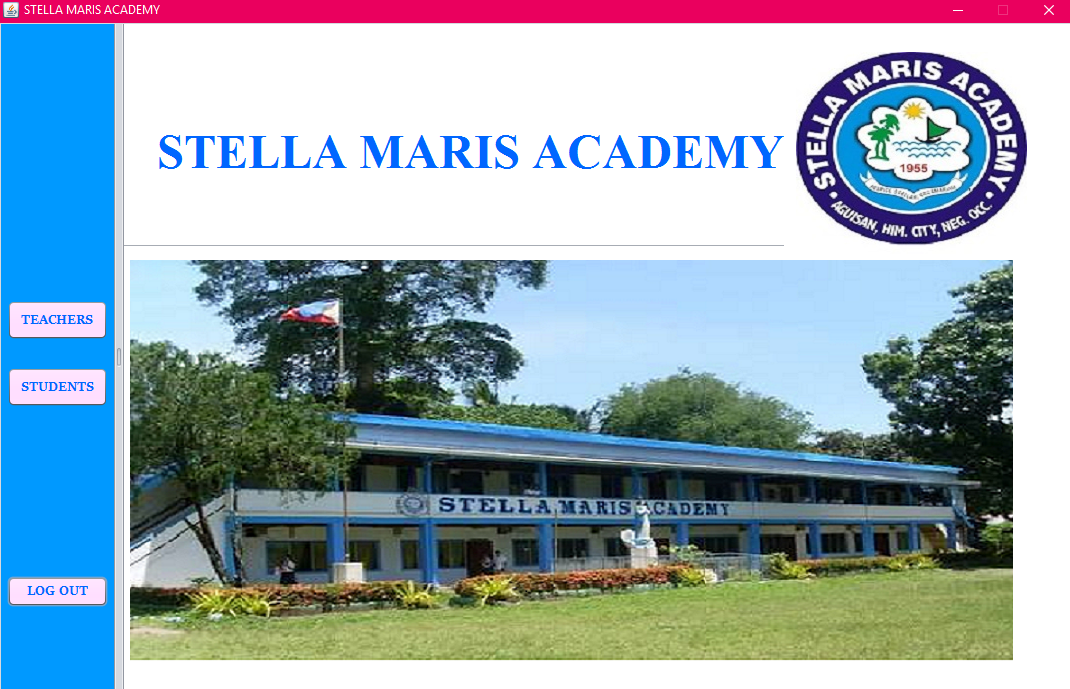 STELLA MARIS ACADEMY
STELLA MARIS ACADEMY
STELLA MARIS ACADEMY
1955
AGUISAN, HIM. CITY, NEG. OCC.
TEACHERS
STUDENTS
STELLA MARIS ACADEMY
LOG OUT